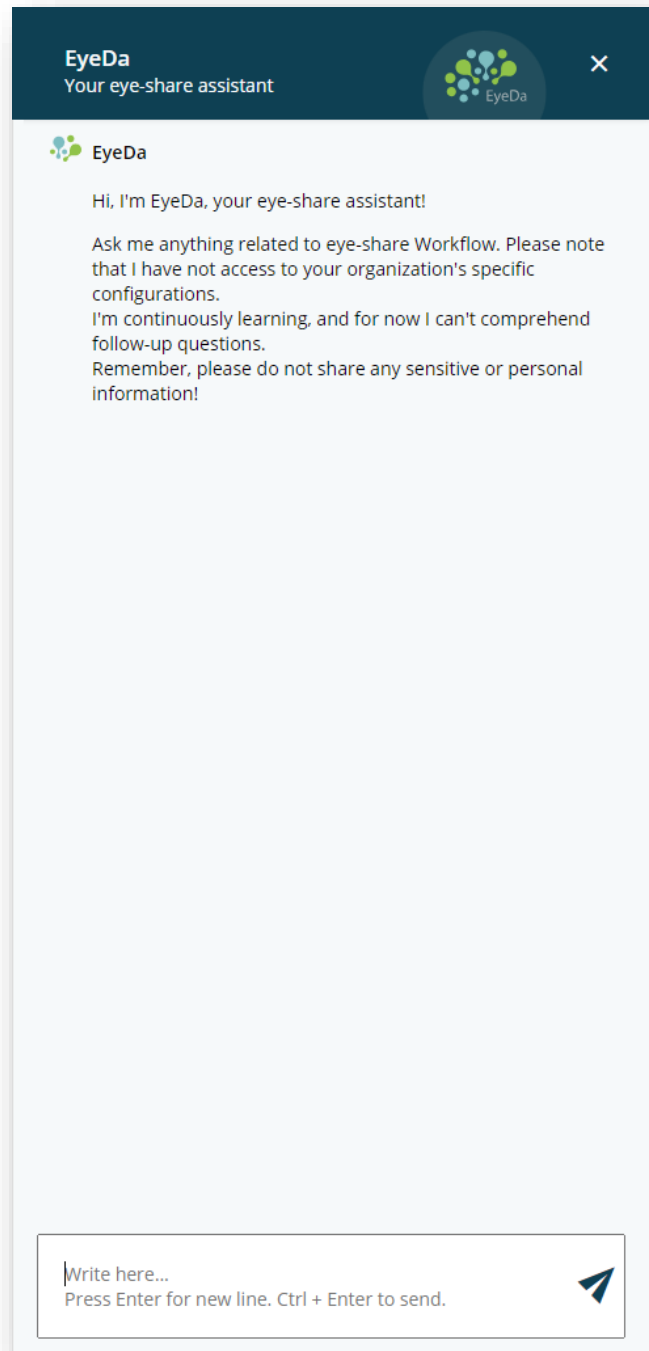 EyeDa
Your eye-share assistant
EyeDa
EyeDa
Hi, I'm EyeDa, your eye-share assistant!
Ask me anything related to eye-share Workflow. Please note
that I have not access to your organization's specific
configurations.
I'm continuously learning, and for now I can't comprehend
follow-up questions.
Remember, please do not share any sensitive or personal
information!
Write here...
Press Enter for new line. Ctrl + Enter to send.